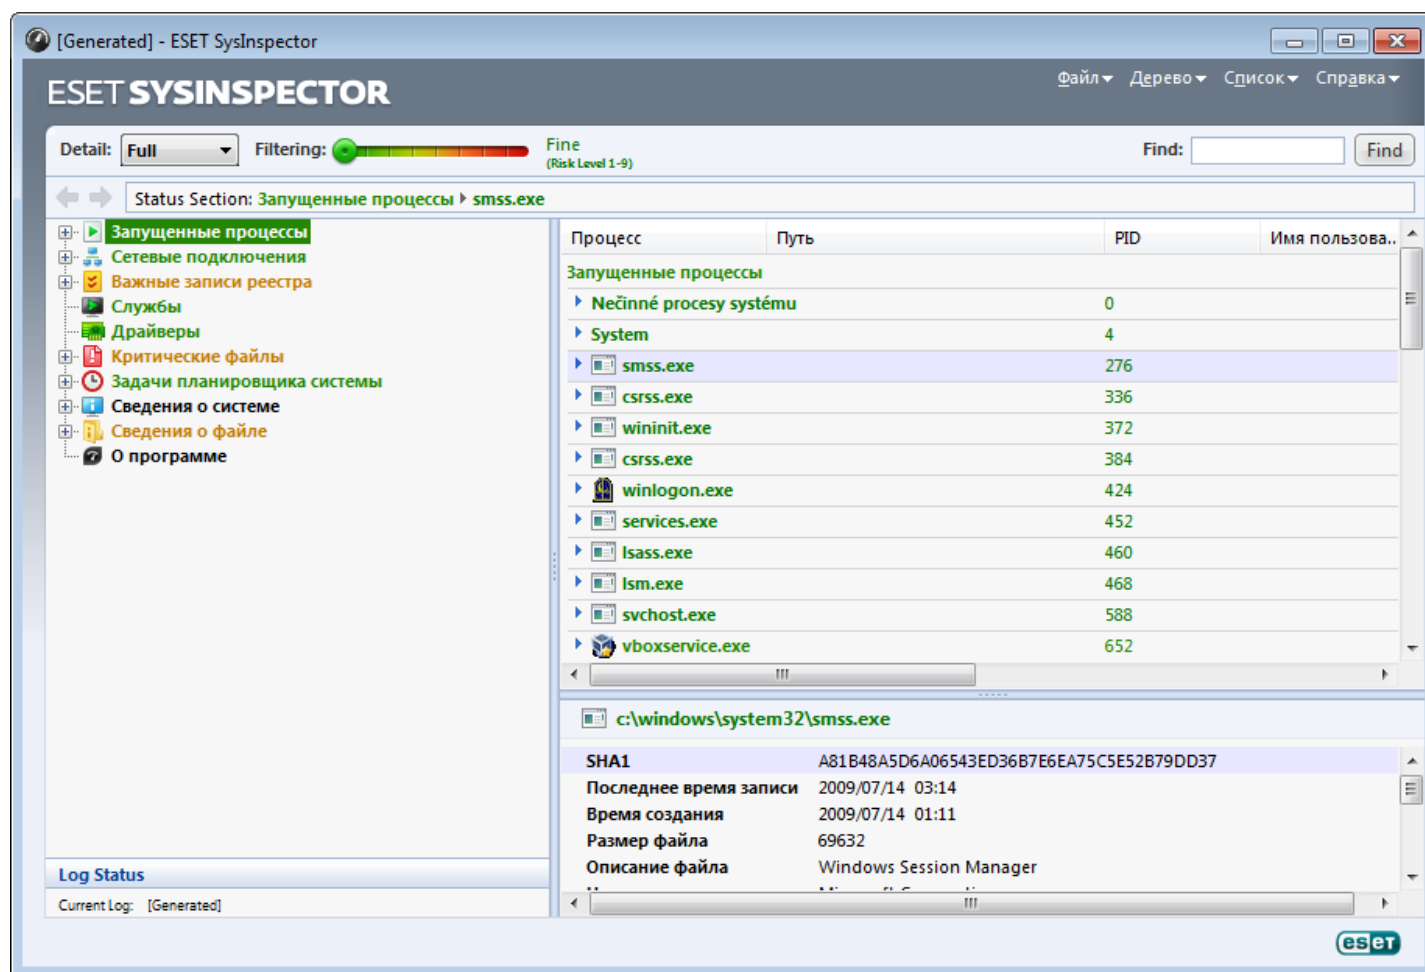 [Generated] - ESET SysInspector
ESET SYSINSPECTOR
Файл Дерево Список Справка
Detail: Full Filtering: Fine (Risk Level 1-9) Find: Find
Status Section: Запущенные процессы smss.exe
Запущенные процессы
Сетевые подключения
Важные записи реестра
Службы
Драйверы
Критические файлы
Задачи планировщика системы
Сведения о системе
Сведения о файле
О программе
Log Status
Current Log: [Generated]
Процесс Путь PID Имя пользова..
Запущенные процессы
Nečinné procesy systému 0
System 4
smss.exe 276
csrss.exe 336
wininit.exe 372
csrss.exe 384
winlogon.exe 424
services.exe 452
lsass.exe 460
lsm.exe 468
svchost.exe 588
vboxservice.exe 652
c:\windows\system32\smss.exe
SHA1 A81B48A5D6A06543ED36B7E6EA75C5E52B79DD37
Последнее время записи 2009/07/14 03:14
Время создания 2009/07/14 01:11
Размер файла 69632
Описание файла Windows Session Manager
eset